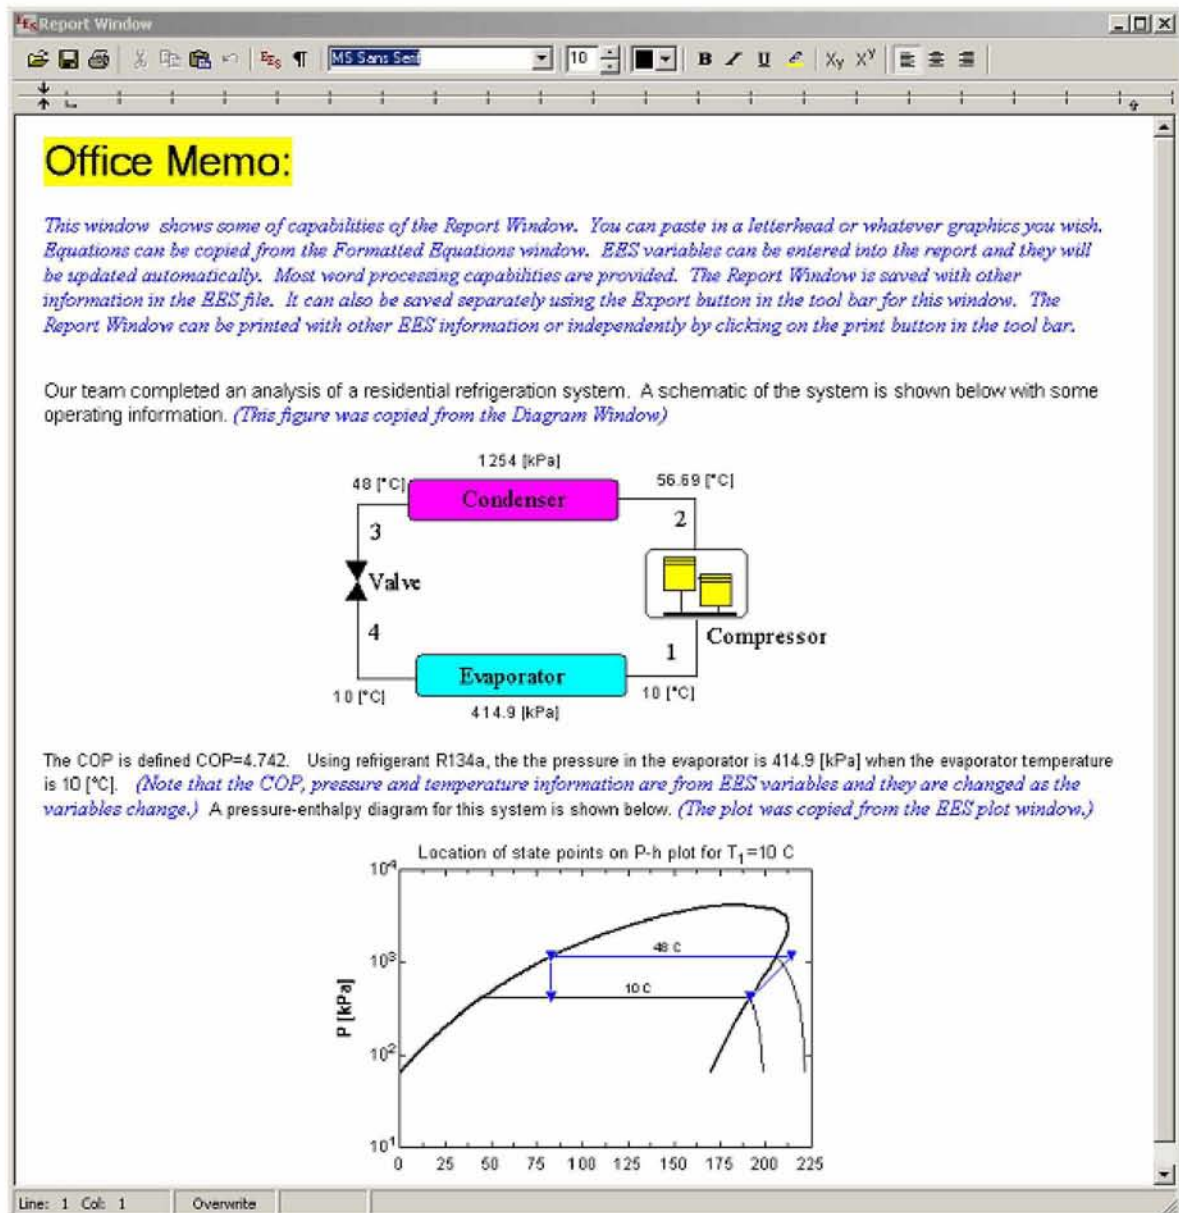 EES Report Window
MS Sans Serif
10
B I U Xy X^y
Office Memo:
This window shows some of capabilities of the Report Window. You can paste in a letterhead or whatever graphics you wish.
Equations can be copied from the Formatted Equations window. EES variables can be entered into the report and they will
be updated automatically. Most word processing capabilities are provided. The Report Window is saved with other
information in the EES file. It can also be saved separately using the Export button in the tool bar for this window. The
Report Window can be printed with other EES information or independently by clicking on the print button in the tool bar.
Our team completed an analysis of a residential refrigeration system. A schematic of the system is shown below with some
operating information. (This figure was copied from the Diagram Window)
1254 [kPa]
48 [°C]
Condenser
56.69 [°C]
3
2
Valve
4
Compressor
1
Evaporator
10 [°C]
10 [°C]
414.9 [kPa]
The COP is defined COP=4.742. Using refrigerant R134a, the the pressure in the evaporator is 414.9 [kPa] when the evaporator temperature
is 10 [°C]. (Note that the COP, pressure and temperature information are from EES variables and they are changed as the
variables change.) A pressure-enthalpy diagram for this system is shown below. (The plot was copied from the EES plot window.)
Location of state points on P-h plot for T₁=10 C
10⁴
48 C
10³
10 C
P [kPa]
10²
10¹
0 25 50 75 100 125 150 175 200 225
Line: 1 Col: 1 Overwrite